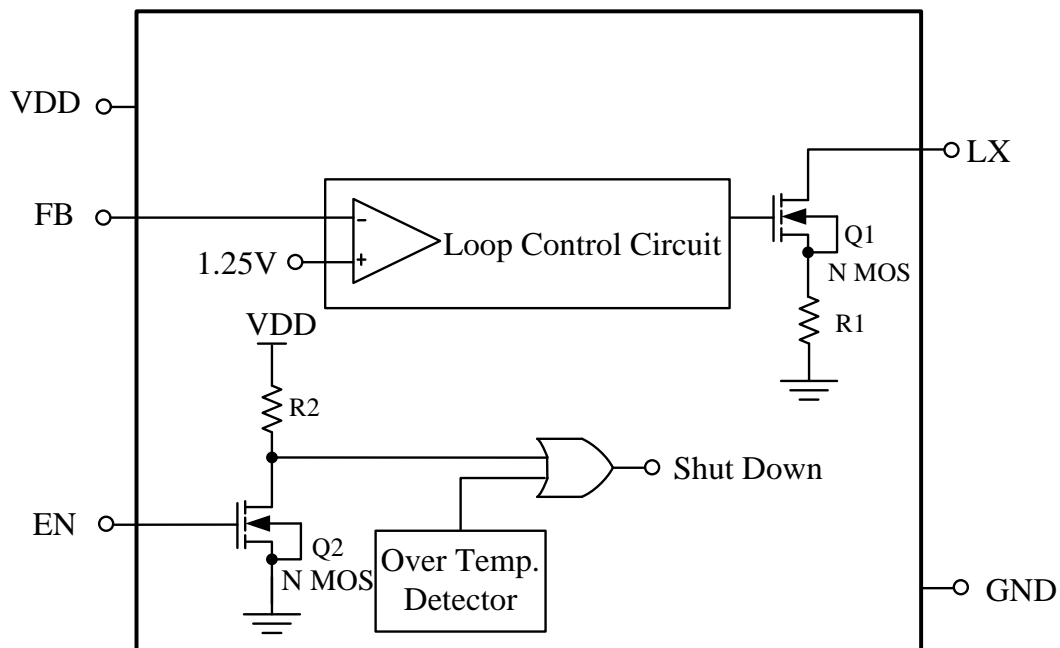 VDD
LX
FB
−
Loop Control Circuit
Q1
1.25V
+
N MOS
VDD
R1
R2
Shut Down
EN
Q2
Over Temp.
N MOS
Detector
GND